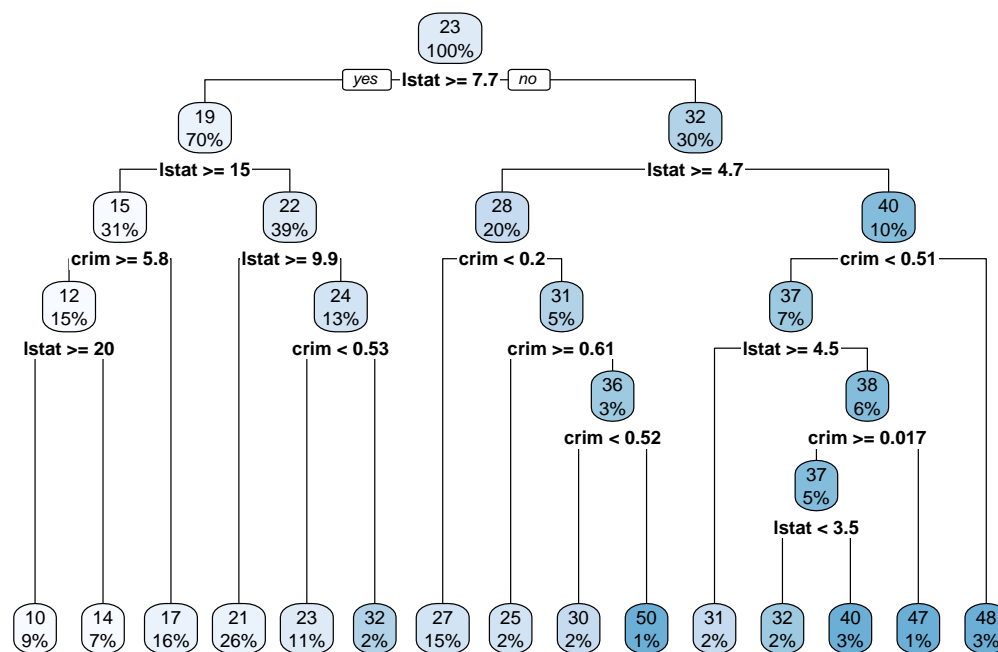 23
100%
yes lstat >= 7.7 no
19 32
70% 30%
lstat >= 15 lstat >= 4.7
15 22 28 40
31% 39% 20% 10%
crim >= 5.8 lstat >= 9.9 crim < 0.2 crim < 0.51
12 24 31 37
15% 13% 5% 7%
lstat >= 20 crim < 0.53 crim >= 0.61 lstat >= 4.5
36 38
3% 6%
crim < 0.52 crim >= 0.017
37
5%
lstat < 3.5
10 14 17 21 23 32 27 25 30 50 31 32 40 47 48
9% 7% 16% 26% 11% 2% 15% 2% 2% 1% 2% 2% 3% 1% 3%